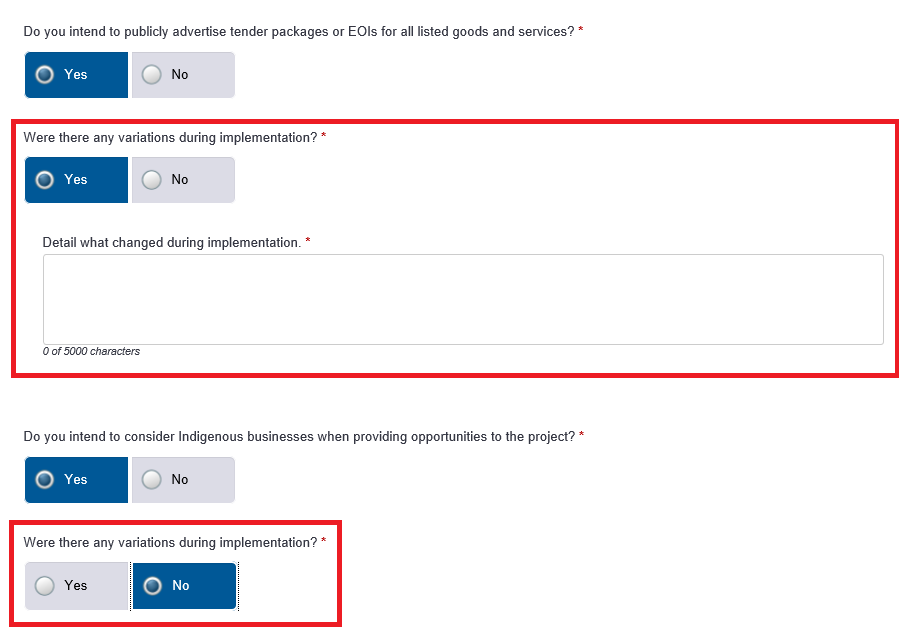 Do you intend to publicly advertise tender packages or EOIs for all listed goods and services? *
Yes No
Were there any variations during implementation? *
Yes No
Detail what changed during implementation. *
0 of 5000 characters
Do you intend to consider Indigenous businesses when providing opportunities to the project? *
Yes No
Were there any variations during implementation? *
Yes No